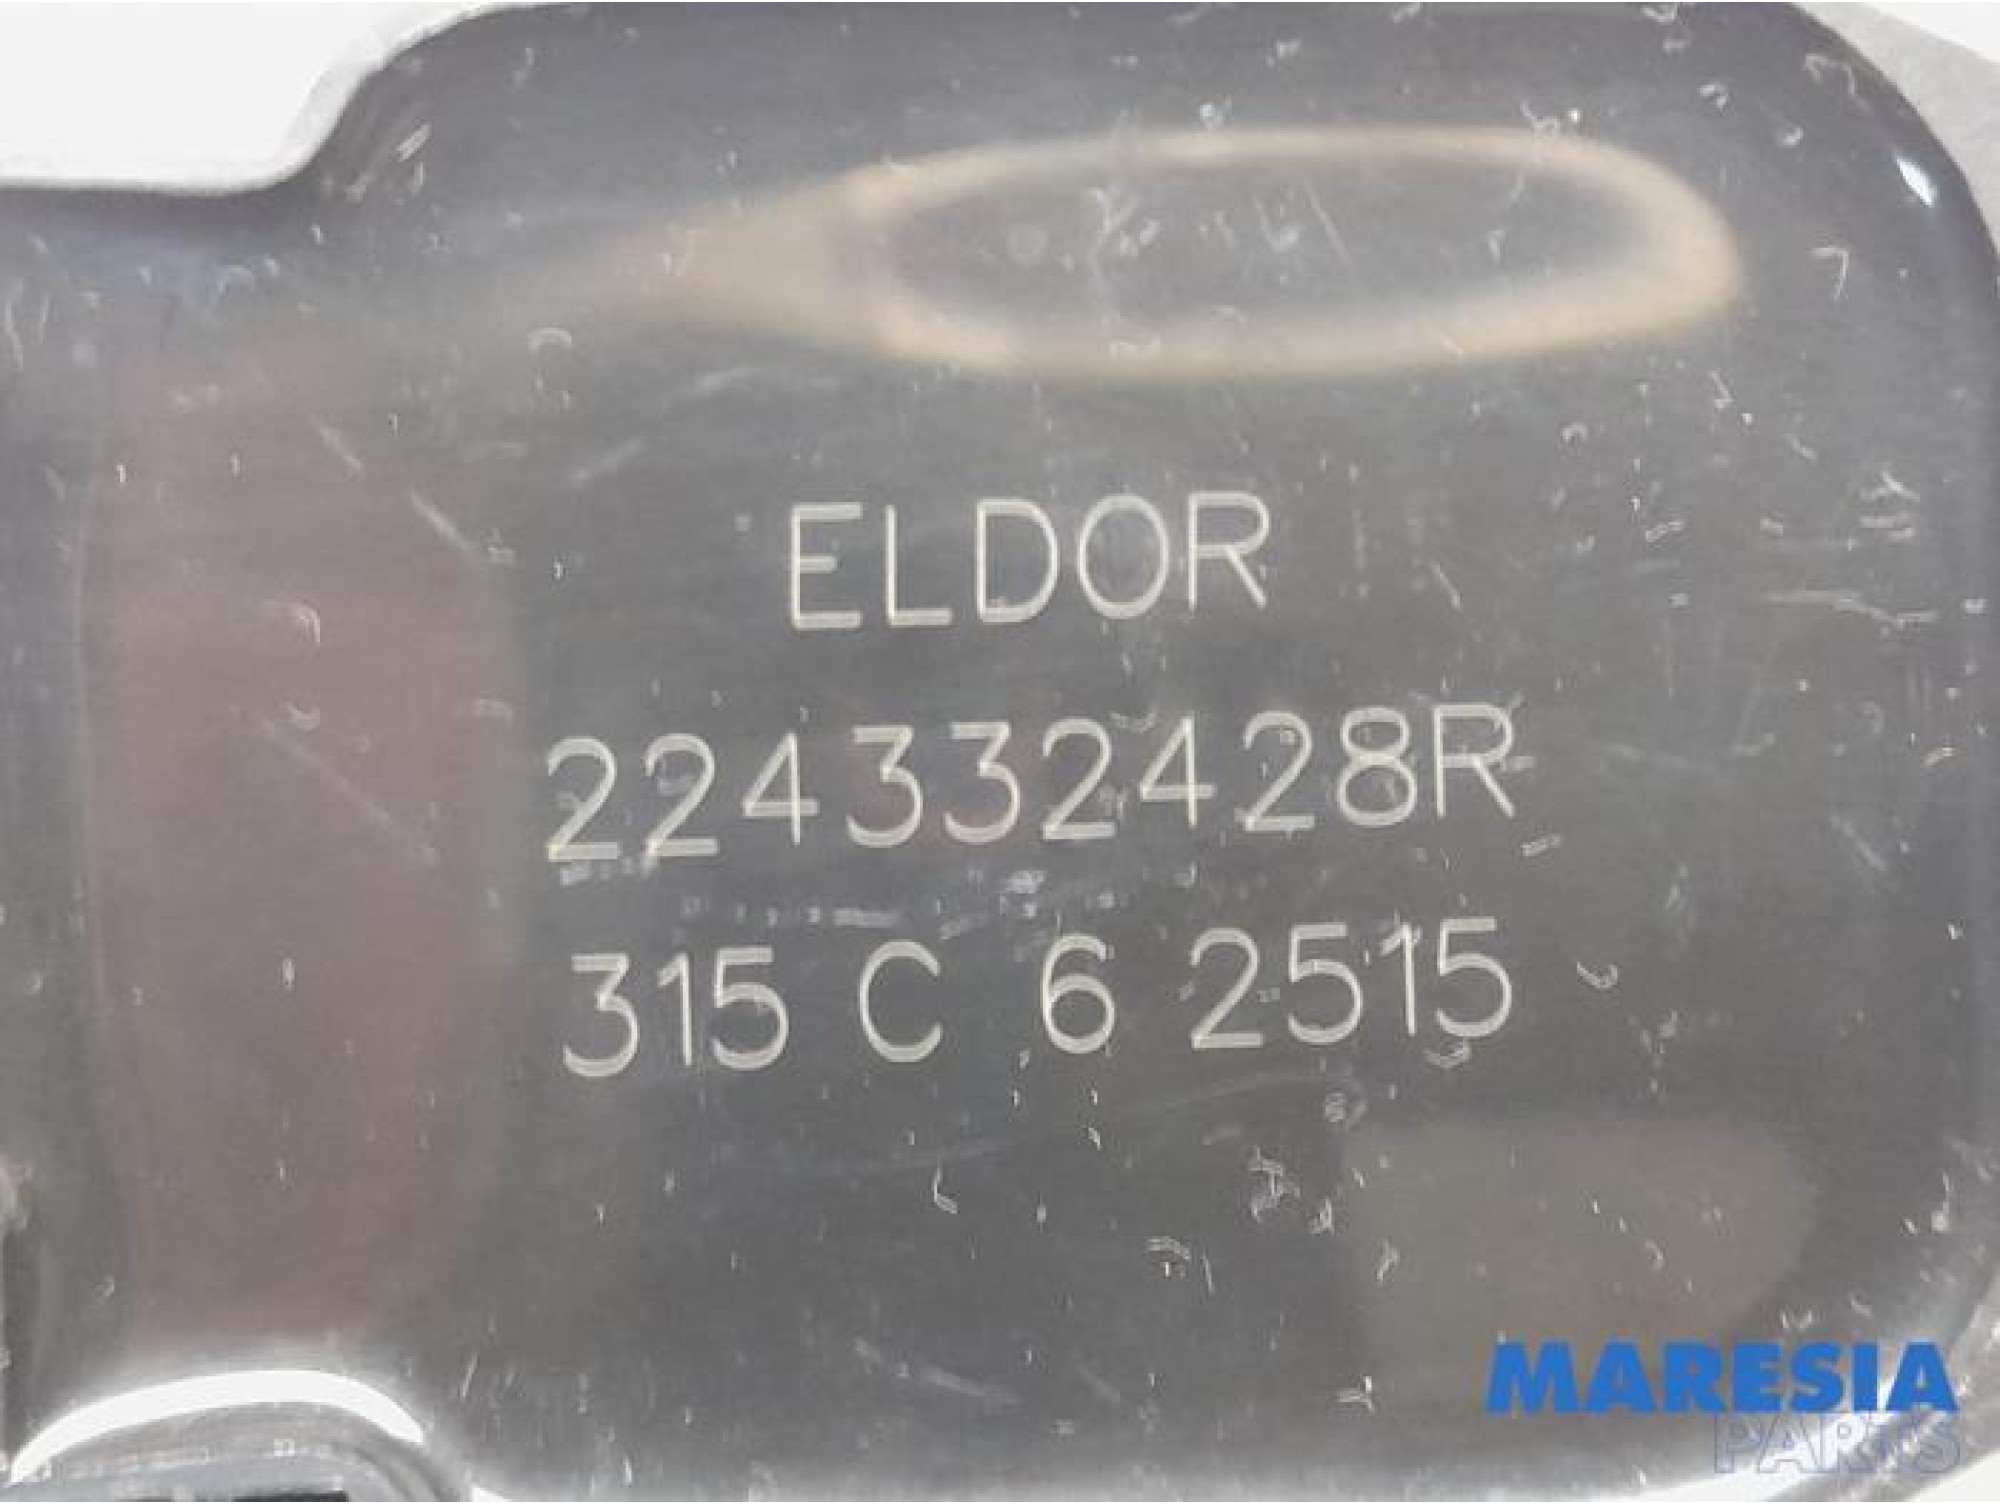 ELDOR
224332428R
315 C 6 2515
MARESIA
PARTS